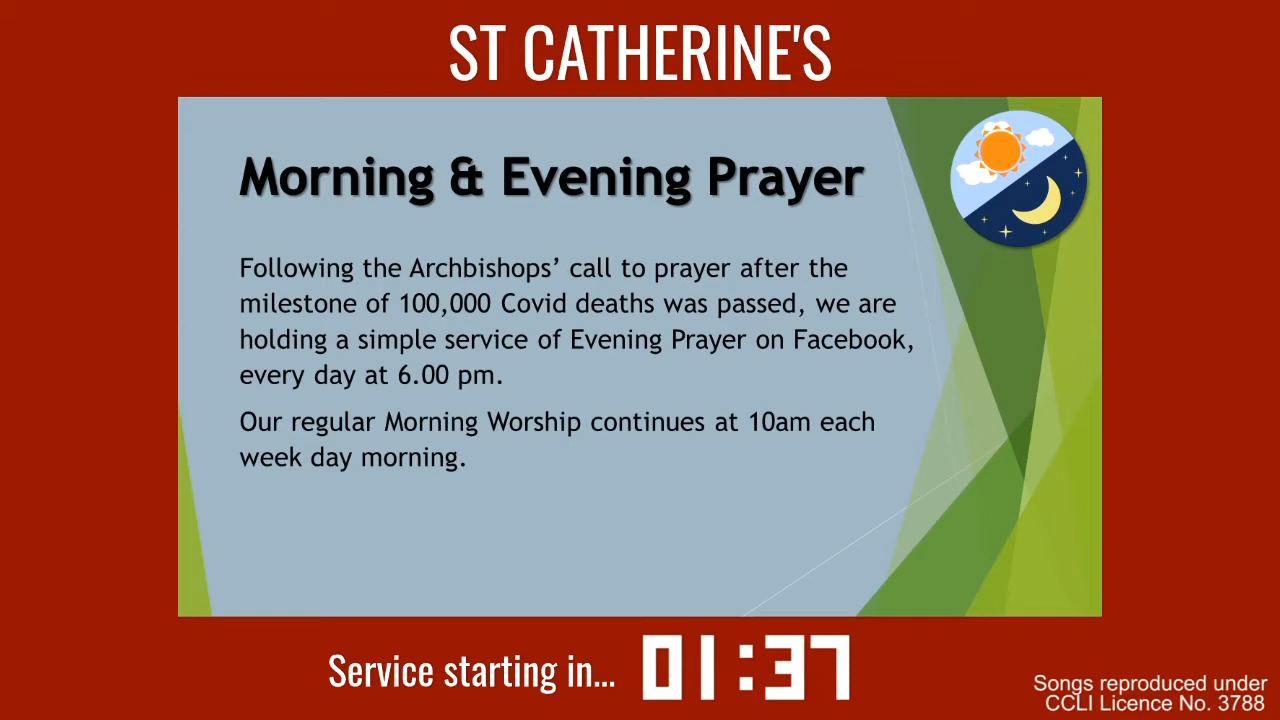 ST CATHERINE'S
Morning & Evening Prayer
Following the Archbishops’ call to prayer after the
milestone of 100,000 Covid deaths was passed, we are
holding a simple service of Evening Prayer on Facebook,
every day at 6.00 pm.
Our regular Morning Worship continues at 10am each
week day morning.
Service starting in... 01:37
Songs reproduced under
CCLI Licence No. 3788